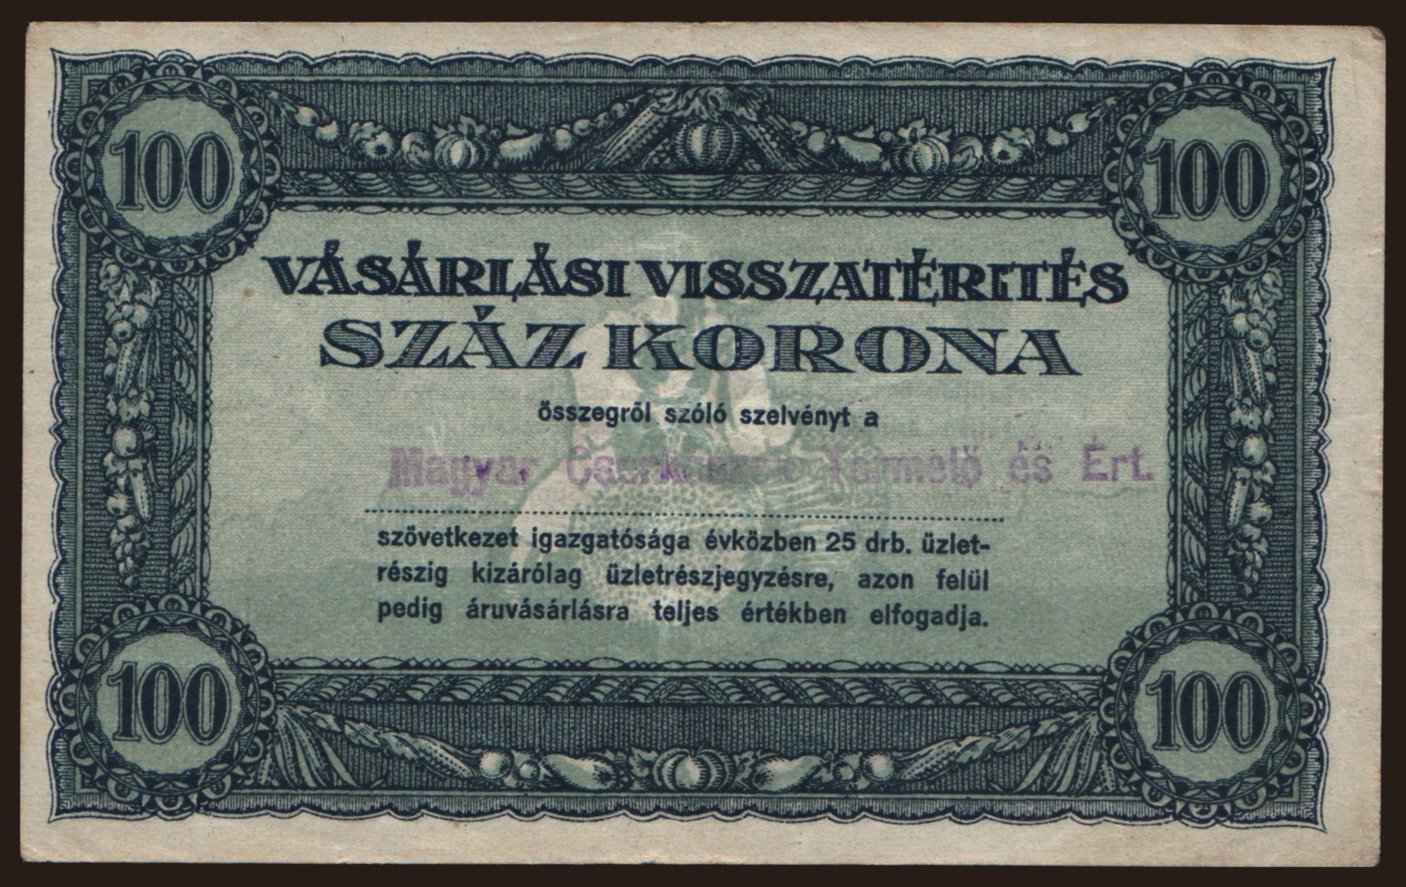 100 100
VÁSÁRLÁSI VISSZATÉRITÉS
SZÁZ KORONA
összegről szóló szelvényt a
Magyar Termelő és Ért.
szövetkezet igazgatósága évközben 25 drb. üzlet-
részig kizárólag üzletrészjegyzésre, azon felül
pedig áruvásárlásra teljes értékben elfogadja.
100 100